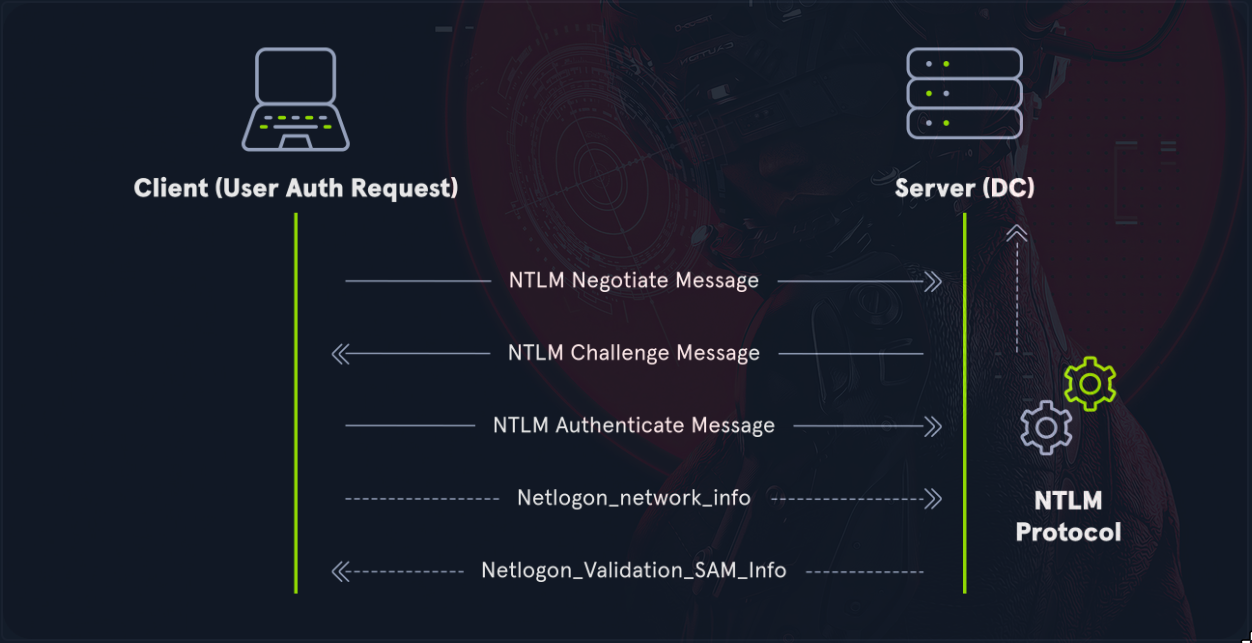 Client (User Auth Request)
Server (DC)
NTLM Negotiate Message
NTLM Challenge Message
NTLM Authenticate Message
Netlogon_network_info
Netlogon_Validation_SAM_Info
NTLM
Protocol